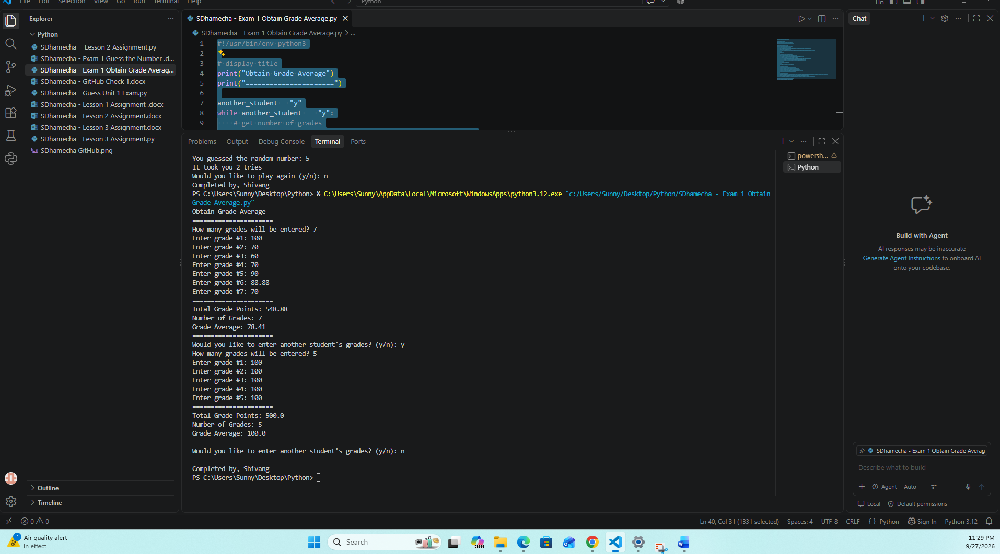 File Edit Selection View Go Run Terminal Help
Python
Explorer
Python
SDhamecha  - Lesson 2 Assignment.py
SDhamecha - Exam 1 Guess the Number .d...
SDhamecha - Exam 1 Obtain Grade Averag...
SDhamecha - GitHub Check 1.docx
SDhamecha - Guess Unit 1 Exam.py
SDhamecha - Lesson 1 Assignment .docx
SDhamecha - Lesson 2 Assignment.docx
SDhamecha - Lesson 3 Assignment.docx
SDhamecha - Lesson 3 Assignment.py
SDhamecha GitHub.png
Outline
Timeline
SDhamecha - Exam 1 Obtain Grade Average.py
SDhamecha - Exam 1 Obtain Grade Average.py > ...
1 #!/usr/bin/env python3
2
3 # display title
4 print("Obtain Grade Average")
5 print("======================")
6
7 another_student = "y"
8 while another_student == "y":
9     # get number of grades
Problems Output Debug Console Terminal Ports
You guessed the random number: 5
It took you 2 tries
Would you like to play again (y/n): n
Completed by, Shivang
PS C:\Users\Sunny\Desktop\Python> & C:\Users\Sunny\AppData\Local\Microsoft\WindowsApps\python3.12.exe "c:/Users/Sunny/Desktop/Python/SDhamecha - Exam 1 Obtain
Grade Average.py"
Obtain Grade Average
======================
How many grades will be entered? 7
Enter grade #1: 100
Enter grade #2: 70
Enter grade #3: 60
Enter grade #4: 70
Enter grade #5: 90
Enter grade #6: 88.88
Enter grade #7: 70
======================
Total Grade Points: 548.88
Number of Grades: 7
Grade Average: 78.41
======================
Would you like to enter another student's grades? (y/n): y
How many grades will be entered? 5
Enter grade #1: 100
Enter grade #2: 100
Enter grade #3: 100
Enter grade #4: 100
Enter grade #5: 100
======================
Total Grade Points: 500.0
Number of Grades: 5
Grade Average: 100.0
======================
Would you like to enter another student's grades? (y/n): n
======================
Completed by, Shivang
PS C:\Users\Sunny\Desktop\Python>
powersh...
Python
Chat
Build with Agent
AI responses may be inaccurate
Generate Agent Instructions to onboard AI
onto your codebase.
SDhamecha - Exam 1 Obtain Grade Averag
Describe what to build
Agent Auto
Local Default permissions
0 0
Ln 40, Col 31 (1331 selected) Spaces: 4 UTF-8 CRLF { } Python Sign In Python 3.12
1
Air quality alert
In effect
Search
M365
11:29 PM
9/27/2026